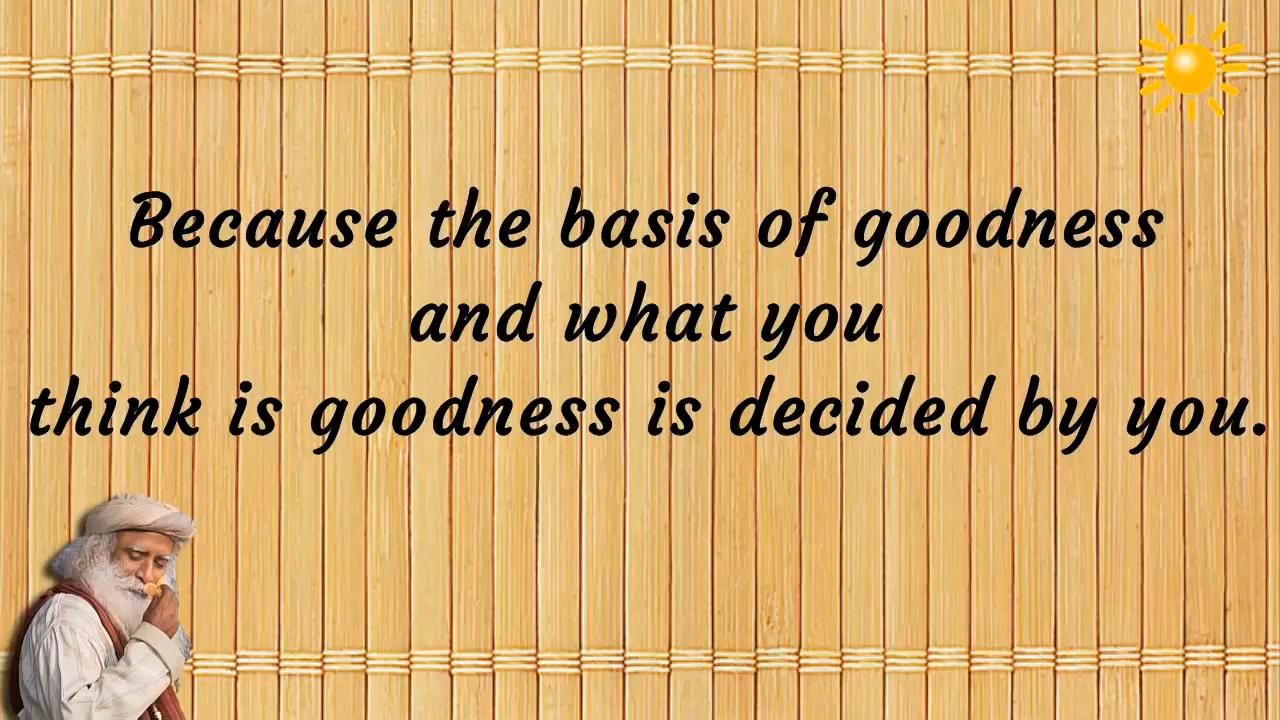 Because the basis of goodness
and what you
think is goodness is decided by you.